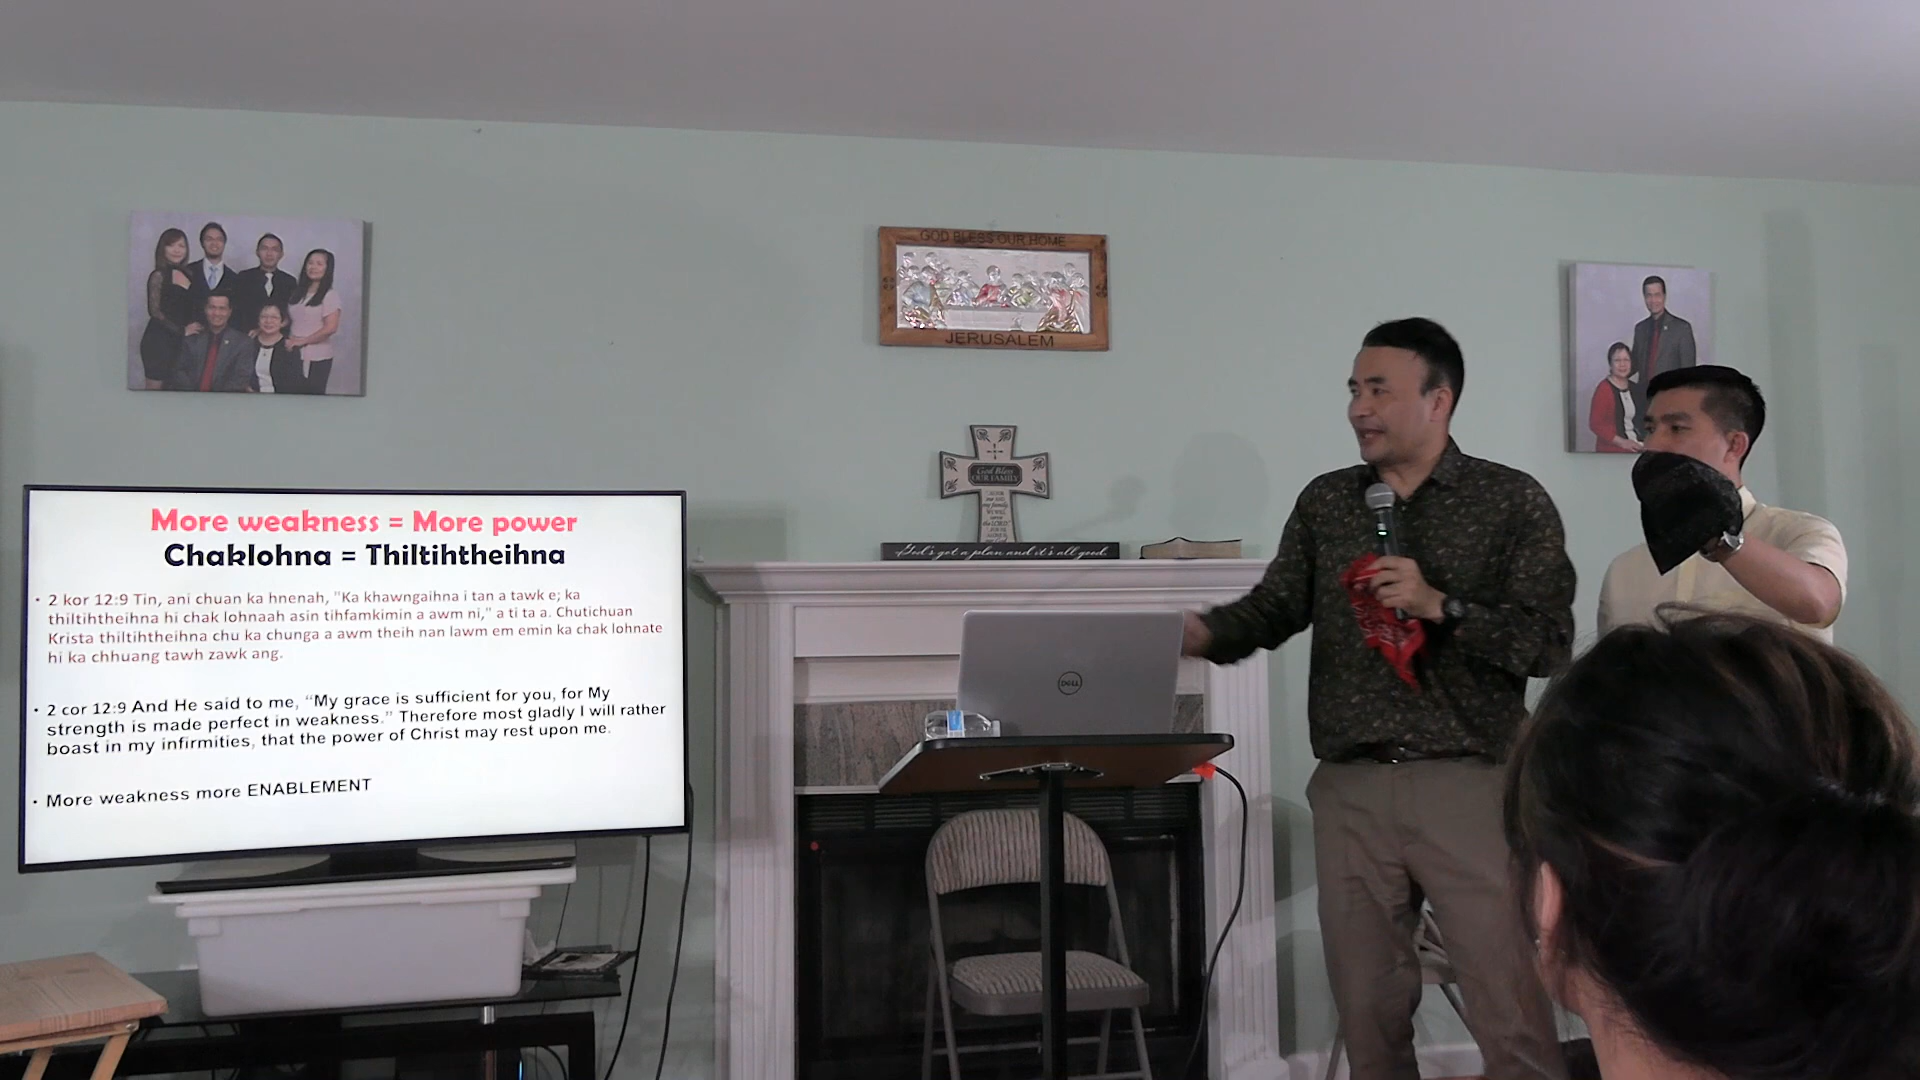 GOD BLESS OUR HOME
JERUSALEM
God Bless
OUR FAMILY
God's got a plan and it's all good.
More weakness = More power
Chaklohna = Thiltihtheihna
• 2 kor 12:9 Tin, ani chuan ka hnenah, "Ka khawngaihna i tan a tawk e; ka
thiltihtheihna hi chak lohnaah asin tihfamkimin a awm ni," a ti ta a. Chutichuan
Krista thiltihtheihna chu ka chunga a awm theih nan lawm em emin ka chak lohnate
hi ka chhuang tawh zawk ang.
• 2 cor 12:9 And He said to me, “My grace is sufficient for you, for My
strength is made perfect in weakness.” Therefore most gladly I will rather
boast in my infirmities, that the power of Christ may rest upon me.
• More weakness more ENABLEMENT
DELL